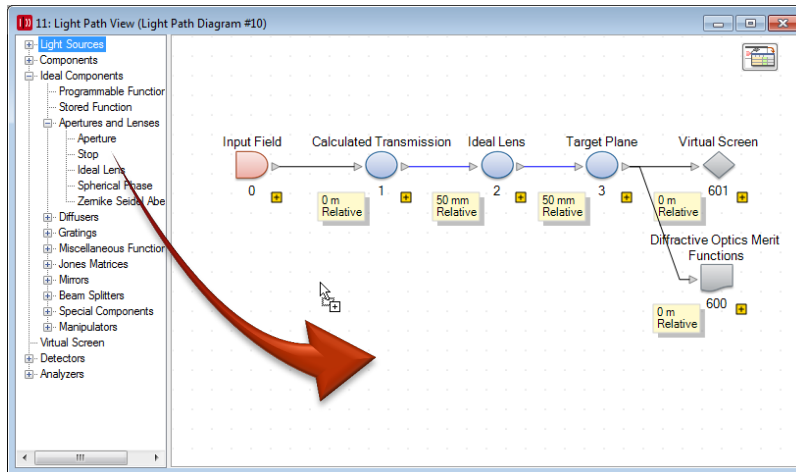 11: Light Path View (Light Path Diagram #10)
Light Sources
Components
Ideal Components
Programmable Function
Stored Function
Apertures and Lenses
Aperture
Stop
Ideal Lens
Spherical Phase
Zernike Seidel Abe
Diffusers
Gratings
Miscellaneous Function
Jones Matrices
Mirrors
Beam Splitters
Special Components
Manipulators
Virtual Screen
Detectors
Analyzers
Input Field
0
Calculated Transmission
1
0 m
Relative
Ideal Lens
2
50 mm
Relative
Target Plane
3
50 mm
Relative
Virtual Screen
601
0 m
Relative
Diffractive Optics Merit
Functions
600
0 m
Relative